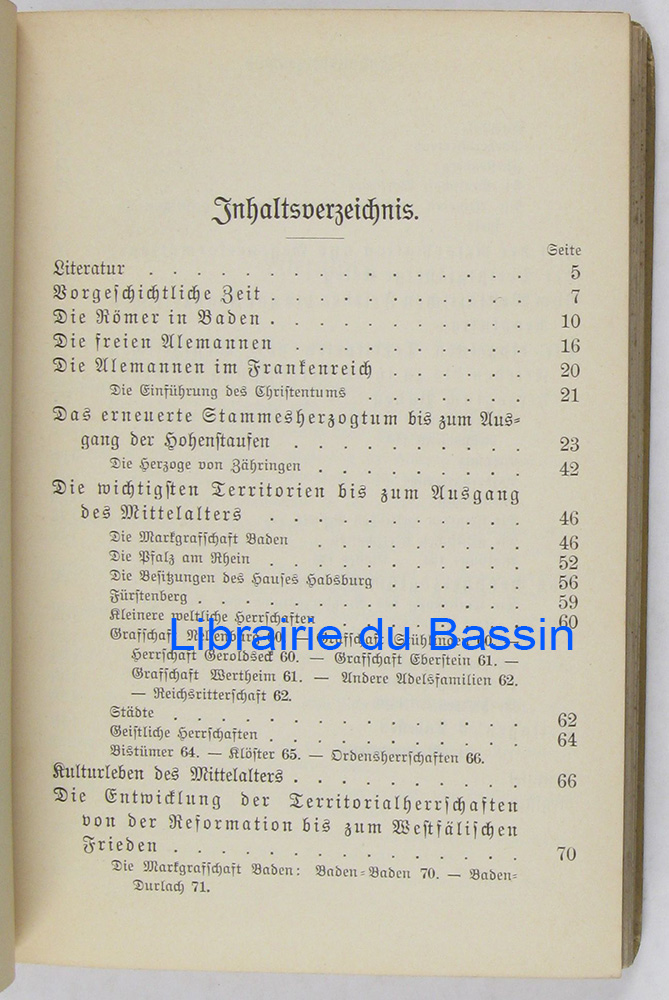 Inhaltsverzeichnis.
Seite
Literatur . . . . . . . . . . . . . . . . . 5
Vorgeschichtliche Zeit . . . . . . . . . . . 7
Die Römer in Baden . . . . . . . . . . . 10
Die freien Alemannen . . . . . . . . . . 16
Die Alemannen im Frankenreich . . . . . . 20
Die Einführung des Christentums . . . . . . . 21
Das erneuerte Stammesherzogtum bis zum Aus-
gang der Hohenstaufen . . . . . . . . . . 23
Die Herzoge von Zähringen . . . . . . . . . 42
Die wichtigsten Territorien bis zum Ausgang
des Mittelalters . . . . . . . . . . . 46
Die Markgrafschaft Baden . . . . . . . . . 46
Die Pfalz am Rhein . . . . . . . . . . . 52
Die Besitzungen des Hauses Habsburg . . . . . . 56
Fürstenberg . . . . . . . . . . . . . . 59
Kleinere weltliche Herrschaften . . . . . . . . 60
Grafschaft Nellenburg 60. — Grafschaft Stühlingen 60. —
Librairie du Bassin
Herrschaft Geroldseck 60. — Grafschaft Eberstein 61. —
Grafschaft Wertheim 61. — Andere Adelsfamilien 62.
— Reichsritterschaft 62.
Städte . . . . . . . . . . . . . . . 62
Geistliche Herrschaften . . . . . . . . . . . 64
Bistümer 64. — Klöster 65. — Ordensherrschaften 66.
Kulturleben des Mittelalters . . . . . . . . . . 66
Die Entwicklung der Territorialherrschaften
von der Reformation bis zum Westfälischen
Frieden . . . . . . . . . . . . . . . 70
Die Markgrafschaft Baden: Baden-Baden 70. — Baden-
Durlach 71.